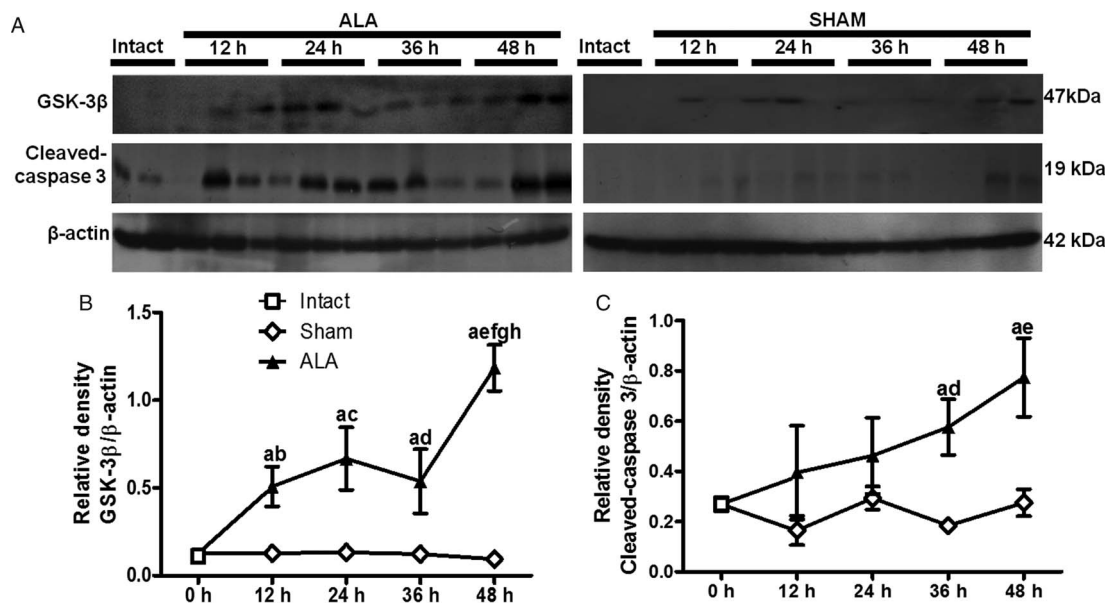 A
ALA
SHAM
Intact 12 h 24 h 36 h 48 h
Intact 12 h 24 h 36 h 48 h
GSK-3β
47kDa
Cleaved-
caspase 3
19 kDa
β-actin
42 kDa
B
Intact
Sham
ALA
Relative density
GSK-3β/β-actin
1.5
1.0
0.5
0.0
ab
ac
ad
aefgh
0 h 12 h 24 h 36 h 48 h
C
Relative density
Cleaved-caspase 3/β-actin
1.0
0.8
0.6
0.4
0.2
0.0
ad
ae
0 h 12 h 24 h 36 h 48 h